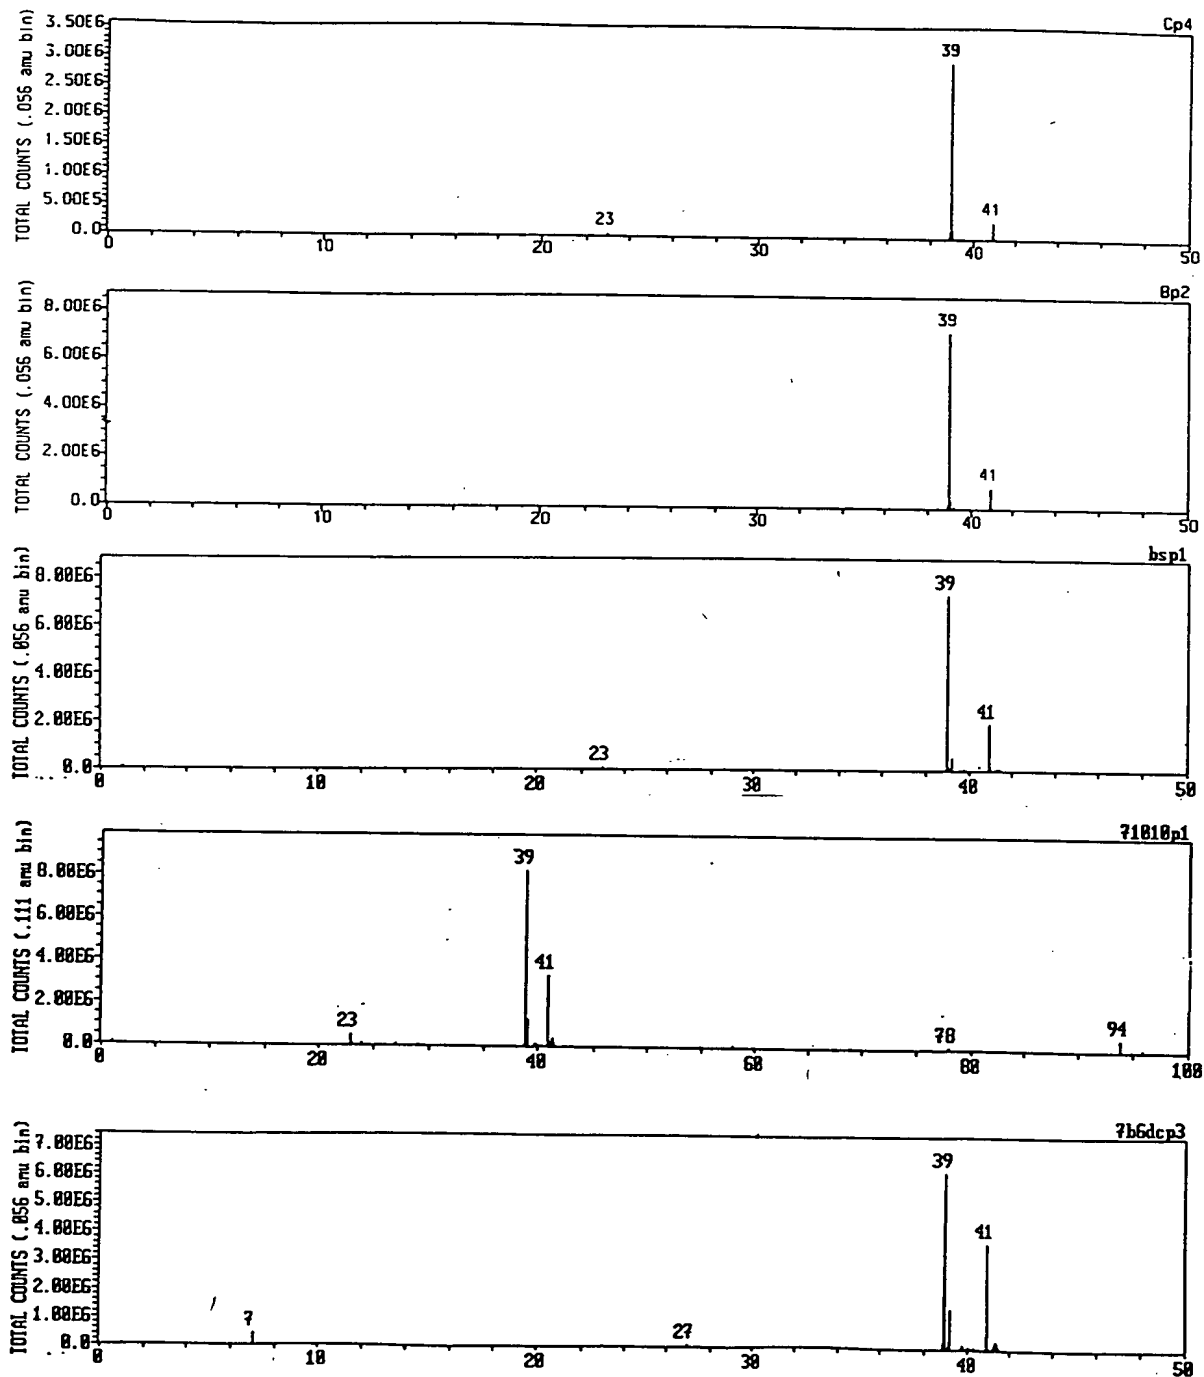 Cp4
TOTAL COUNTS (.056 amu bin)
3.50E6
3.00E6
2.50E6
2.00E6
1.50E6
1.00E6
5.00E5
0.0
39
41
23
0 10 20 30 40 50
Bp2
TOTAL COUNTS (.056 amu bin)
8.00E6
6.00E6
4.00E6
2.00E6
0.0
39
41
0 10 20 30 40 50
bsp1
TOTAL COUNTS (.056 amu bin)
8.00E6
6.00E6
4.00E6
2.00E6
0.0
39
41
23
0 10 20 30 40 50
71010p1
TOTAL COUNTS (.111 amu bin)
8.00E6
6.00E6
4.00E6
2.00E6
0.0
39
41
23
78
94
0 20 40 60 80 100
7b6dcp3
TOTAL COUNTS (.056 amu bin)
7.00E6
6.00E6
5.00E6
4.00E6
3.00E6
2.00E6
1.00E6
0.0
39
41
7
27
0 10 20 30 40 50